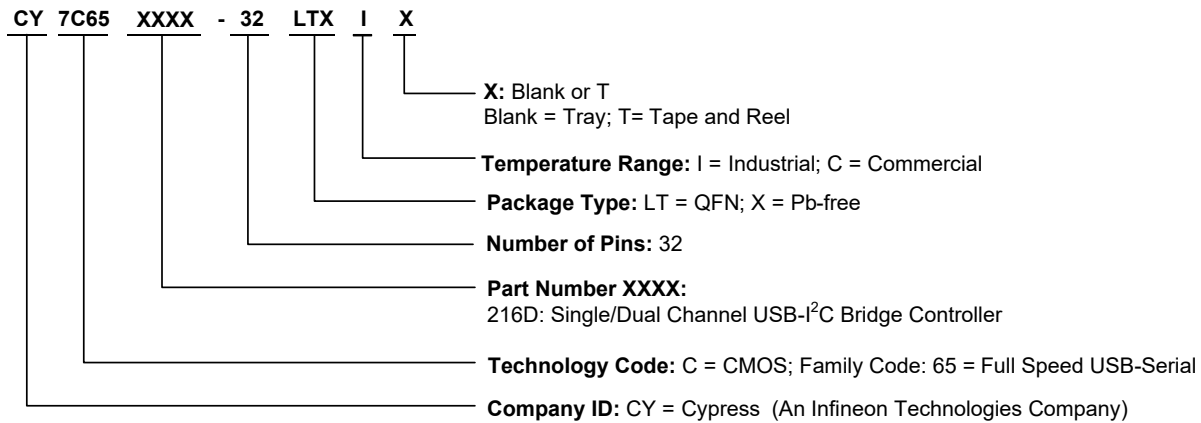 CY 7C65 XXXX - 32 LTX I X
X: Blank or T
Blank = Tray; T= Tape and Reel
Temperature Range: I = Industrial; C = Commercial
Package Type: LT = QFN; X = Pb-free
Number of Pins: 32
Part Number XXXX:
216D: Single/Dual Channel USB-I²C Bridge Controller
Technology Code: C = CMOS; Family Code: 65 = Full Speed USB-Serial
Company ID: CY = Cypress (An Infineon Technologies Company)